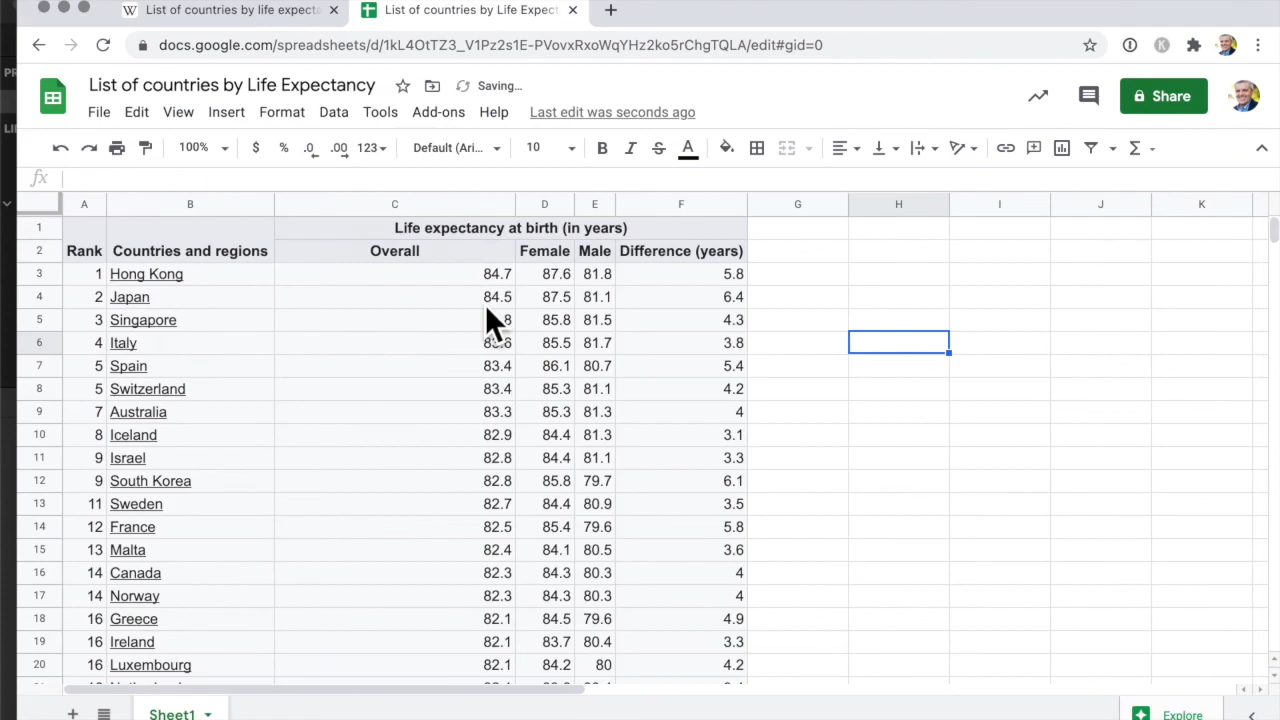 List of countries by life expecta
List of countries by Life Expect
docs.google.com/spreadsheets/d/1kL4OtTZ3_V1Pz2s1E-PVovxRxoWqYHz2ko5rChgTQLA/edit#gid=0
List of countries by Life Expectancy
Saving…
Share
File Edit View Insert Format Data Tools Add-ons Help Last edit was seconds ago
100% $ % .0 .00 123 Default (Ari... 10 B I S A Σ
fx
A B C D E F G H I J K
1 Life expectancy at birth (in years)
2 Rank Countries and regions Overall Female Male Difference (years)
3 1 Hong Kong 84.7 87.6 81.8 5.8
4 2 Japan 84.5 87.5 81.1 6.4
5 3 Singapore 85.8 81.5 4.3
6 4 Italy 85.5 81.7 3.8
7 5 Spain 83.4 86.1 80.7 5.4
8 5 Switzerland 83.4 85.3 81.1 4.2
9 7 Australia 83.3 85.3 81.3 4
10 8 Iceland 82.9 84.4 81.3 3.1
11 9 Israel 82.8 84.4 81.1 3.3
12 9 South Korea 82.8 85.8 79.7 6.1
13 11 Sweden 82.7 84.4 80.9 3.5
14 12 France 82.5 85.4 79.6 5.8
15 13 Malta 82.4 84.1 80.5 3.6
16 14 Canada 82.3 84.3 80.3 4
17 14 Norway 82.3 84.3 80.3 4
18 16 Greece 82.1 84.5 79.6 4.9
19 16 Ireland 82.1 83.7 80.4 3.3
20 16 Luxembourg 82.1 84.2 80 4.2
Sheet1
Explore